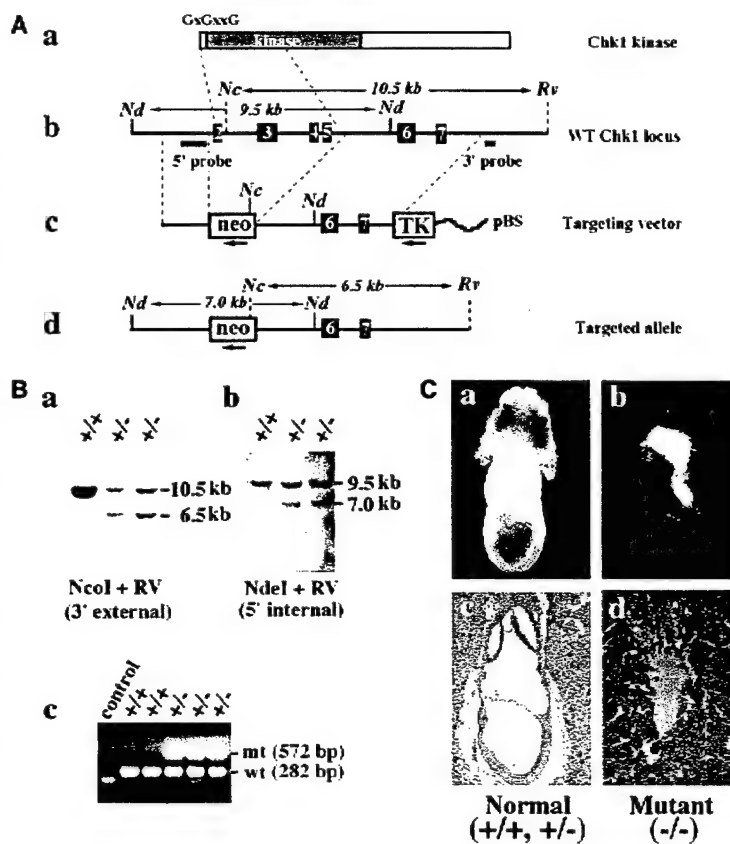 A
a
GxGxxG
kinase
Chk1 kinase
b
Nd
Nc
10.5 kb
Rv
9.5 kb
Nd
2
3
4
5
6
7
WT Chk1 locus
5' probe
3' probe
c
Nc
Nd
neo
6
7
TK
pBS
Targeting vector
d
Nd
7.0 kb
Nc
6.5 kb
Nd
Rv
neo
6
7
Targeted allele
B
a
+/+
+/-
+/-
10.5 kb
6.5 kb
NcoI + RV
(3' external)
b
+/+
+/-
+/-
9.5 kb
7.0 kb
NdeI + RV
(5' internal)
c
control
+/+
+/+
+/-
+/-
+/-
mt (572 bp)
wt (282 bp)
C
a
b
c
d
Normal
(+/+, +/-)
Mutant
(-/-)